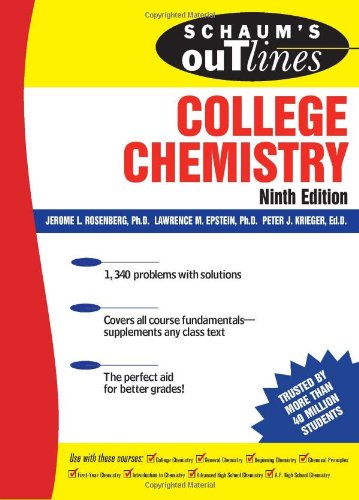 SCHAUM'S
OUTlines
COLLEGE
CHEMISTRY
Ninth Edition
JEROME L. ROSENBERG, Ph.D. LAWRENCE M. EPSTEIN, Ph.D. PETER J. KRIEGER, Ed.D.
1,340 problems with solutions
Covers all course fundamentals—
supplements any class text
The perfect aid
for better grades!
TRUSTED BY
MORE THAN
40 MILLION
STUDENTS
Use with these courses: College Chemistry General Chemistry Beginning Chemistry Chemical Principles
First-Year Chemistry Introduction to Chemistry Advanced High School Chemistry A.P. High School Chemistry